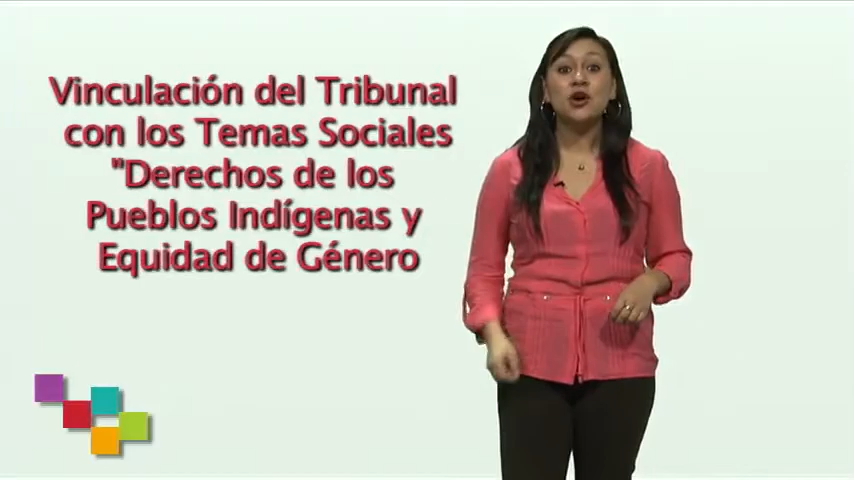 Vinculación del Tribunal
con los Temas Sociales
"Derechos de los
Pueblos Indígenas y
Equidad de Género